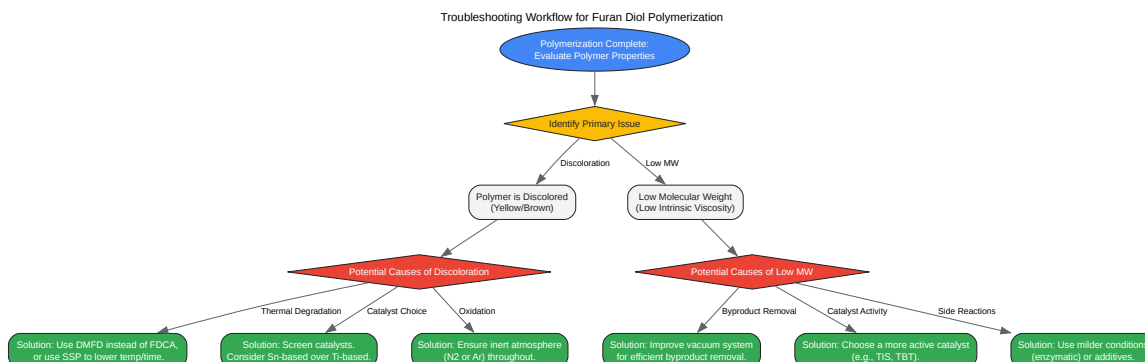 Troubleshooting Workflow for Furan Diol Polymerization
Polymerization Complete:
Evaluate Polymer Properties
Identify Primary Issue
Discoloration
Low MW
Polymer is Discolored
(Yellow/Brown)
Low Molecular Weight
(Low Intrinsic Viscosity)
Potential Causes of Discoloration
Potential Causes of Low MW
Thermal Degradation
Catalyst Choice
Oxidation
Byproduct Removal
Catalyst Activity
Side Reactions
Solution: Use DMFD instead of FDCA,
or use SSP to lower temp/time.
Solution: Screen catalysts.
Consider Sn-based over Ti-based.
Solution: Ensure inert atmosphere
(N2 or Ar) throughout.
Solution: Improve vacuum system
for efficient byproduct removal.
Solution: Choose a more active catalyst
(e.g., TIS, TBT).
Solution: Use milder condition
(enzymatic) or additives.